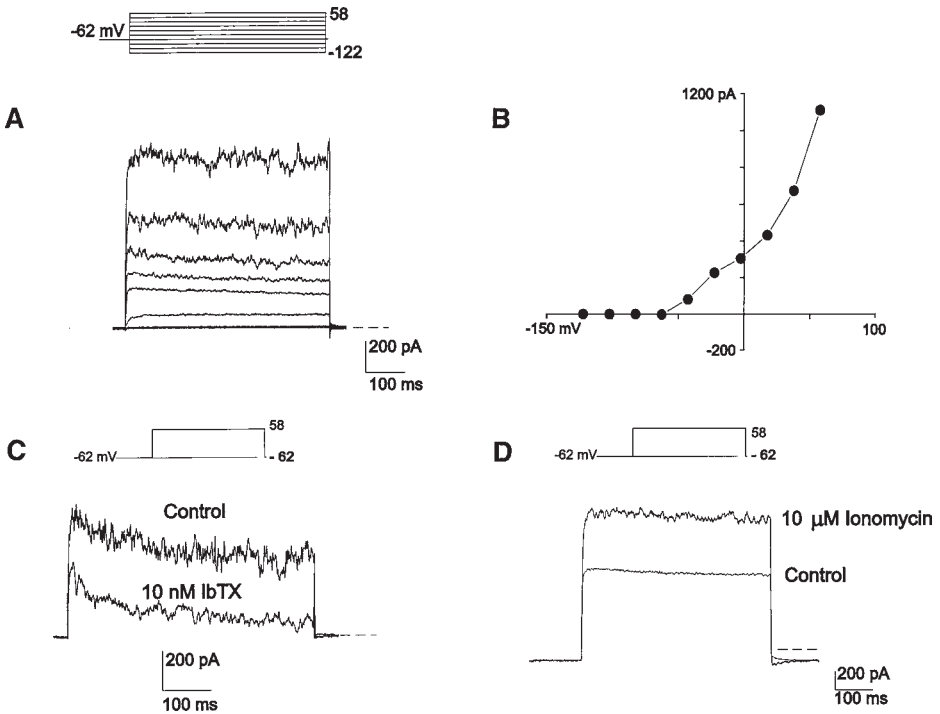 58
-62 mV
-122
A
200 pA
100 ms
B
1200 pA
-150 mV
100
-200
C
58
-62 mV
- 62
Control
10 nM IbTX
200 pA
100 ms
D
58
-62 mV
- 62
10 µM Ionomycin
Control
200 pA
100 ms